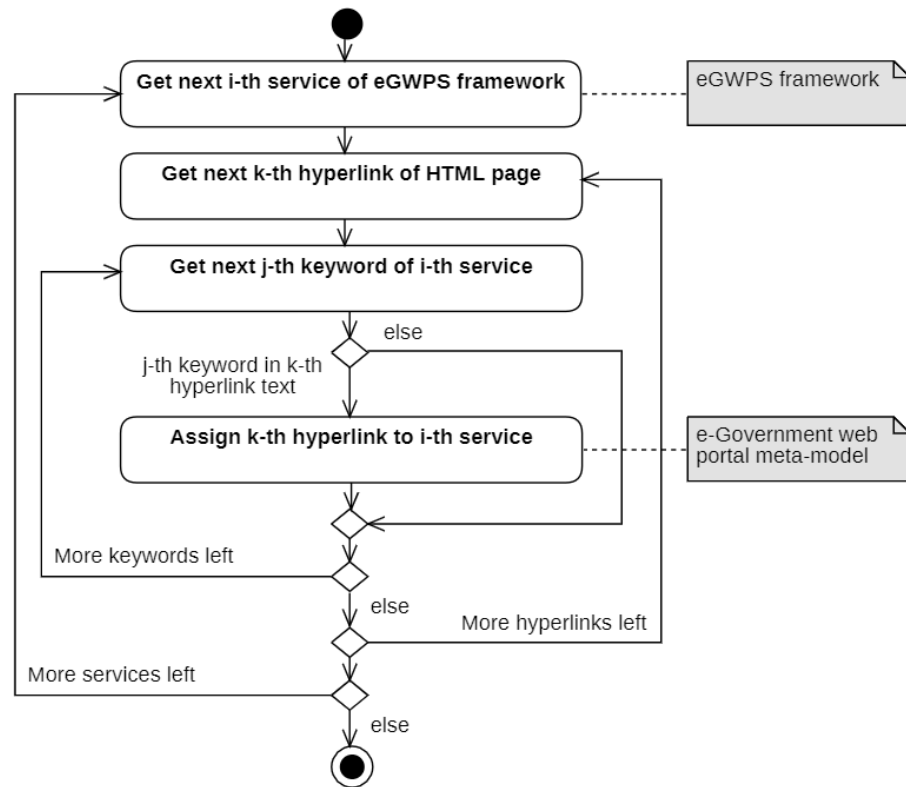 Get next i-th service of eGWPS framework
eGWPS framework
Get next k-th hyperlink of HTML page
Get next j-th keyword of i-th service
else
j-th keyword in k-th
hyperlink text
Assign k-th hyperlink to i-th service
e-Government web
portal meta-model
More keywords left
else
More hyperlinks left
More services left
else